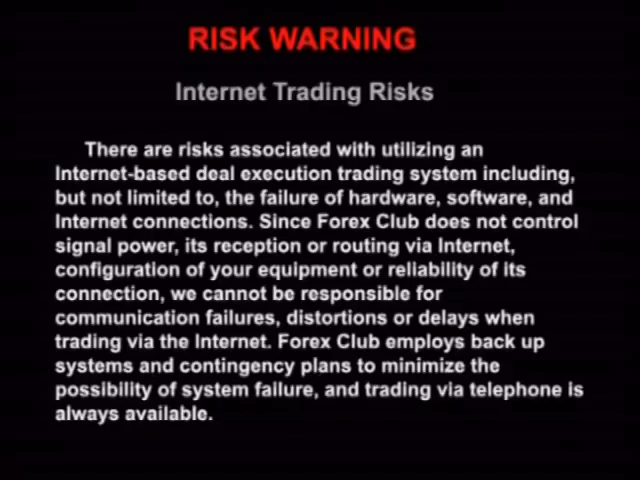 RISK WARNING
Internet Trading Risks
There are risks associated with utilizing an
Internet-based deal execution trading system including,
but not limited to, the failure of hardware, software, and
Internet connections. Since Forex Club does not control
signal power, its reception or routing via Internet,
configuration of your equipment or reliability of its
connection, we cannot be responsible for
communication failures, distortions or delays when
trading via the Internet. Forex Club employs back up
systems and contingency plans to minimize the
possibility of system failure, and trading via telephone is
always available.